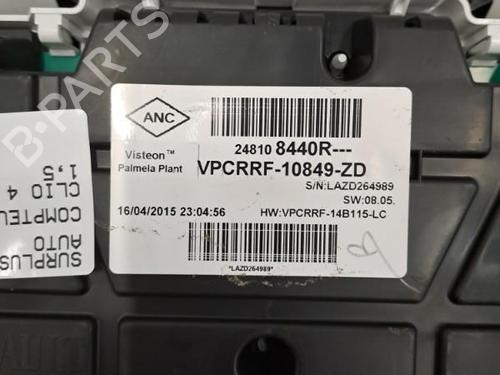 ANC
Visteon™
Palmela Plant
24810 8440R---
VPCRRF-10849-ZD
S/N:LAZD264989
SW:08.05.
16/04/2015 23:04:56
HW:VPCRRF-14B115-LC
*LAZD264989*
SURPLUS
AUTO
COMPTEU
CLIO 4
1,5
B-PARTS